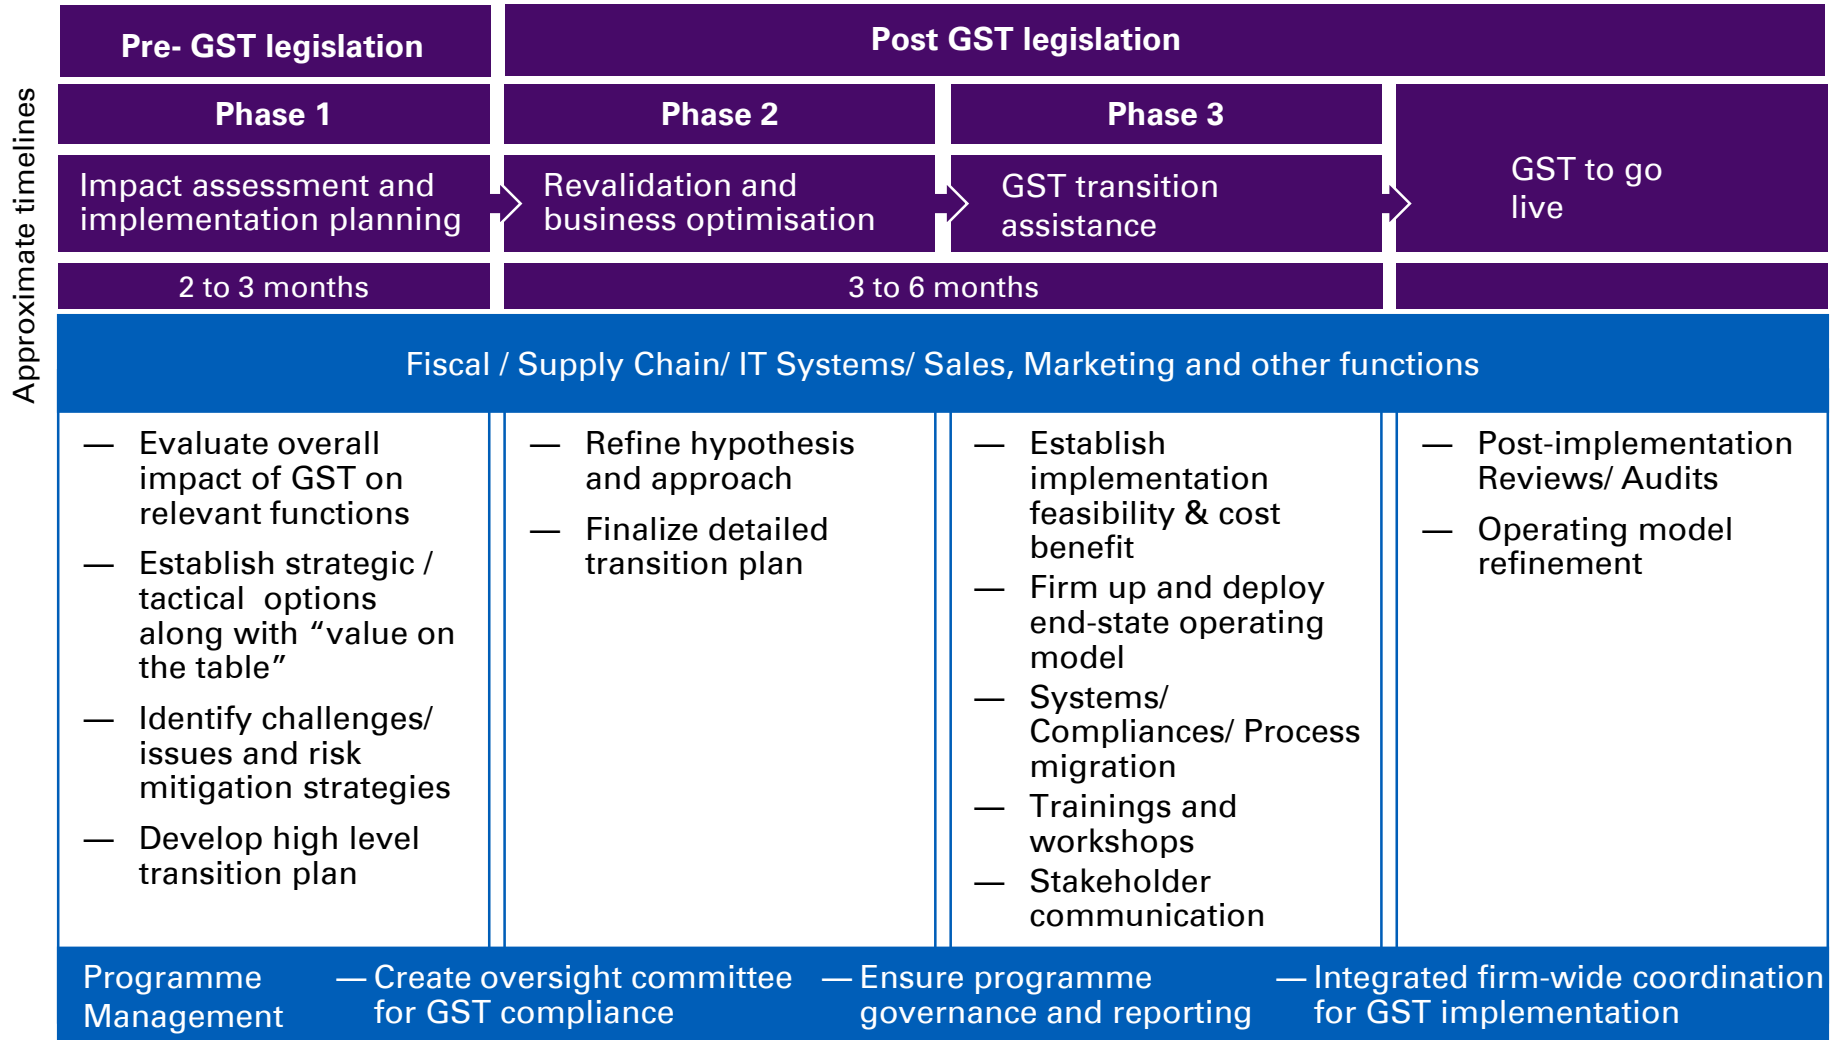 Approximate timelines
Pre- GST legislation
Post GST legislation
Phase 1
Phase 2
Phase 3
Impact assessment and
implementation planning
Revalidation and
business optimisation
GST transition
assistance
GST to go
live
2 to 3 months
3 to 6 months
Fiscal / Supply Chain/ IT Systems/ Sales, Marketing and other functions
— Evaluate overall
impact of GST on
relevant functions
— Establish strategic /
tactical  options
along with “value on
the table”
— Identify challenges/
issues and risk
mitigation strategies
— Develop high level
transition plan
— Refine hypothesis
and approach
— Finalize detailed
transition plan
— Establish
implementation
feasibility & cost
benefit
— Firm up and deploy
end-state operating
model
— Systems/
Compliances/ Process
migration
— Trainings and
workshops
— Stakeholder
communication
— Post-implementation
Reviews/ Audits
— Operating model
refinement
Programme
Management
— Create oversight committee
for GST compliance
— Ensure programme
governance and reporting
— Integrated firm-wide coordination
for GST implementation